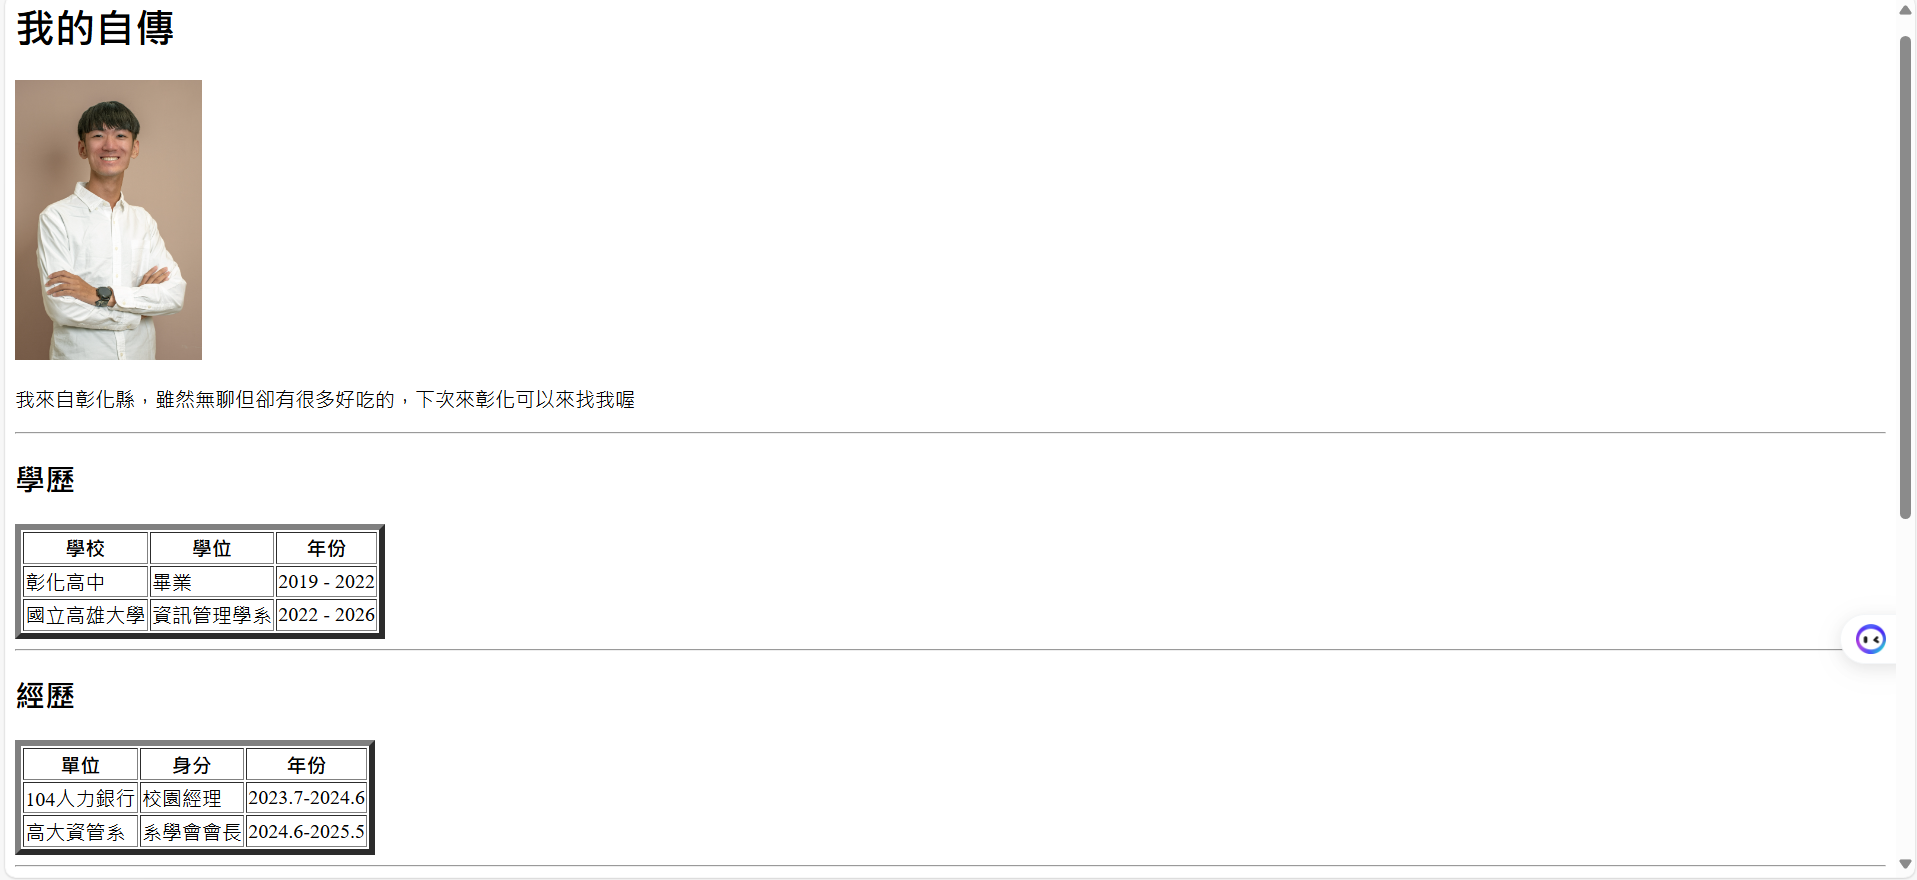 我的自傳
我來自彰化縣，雖然無聊但卻有很多好吃的，下次來彰化可以來找我喔
學歷
學校 學位 年份
彰化高中 畢業 2019 - 2022
國立高雄大學 資訊管理學系 2022 - 2026
經歷
單位 身分 年份
104人力銀行 校園經理 2023.7-2024.6
高大資管系 系學會會長 2024.6-2025.5